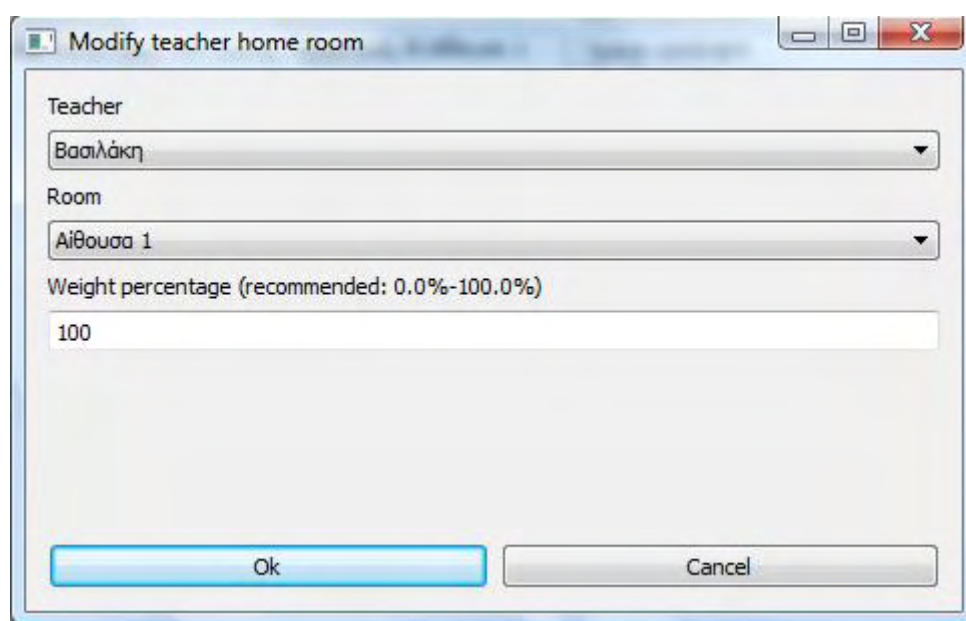 Modify teacher home room
Teacher
Βασιλάκη
Room
Αίθουσα 1
Weight percentage (recommended: 0.0%-100.0%)
100
Ok
Cancel